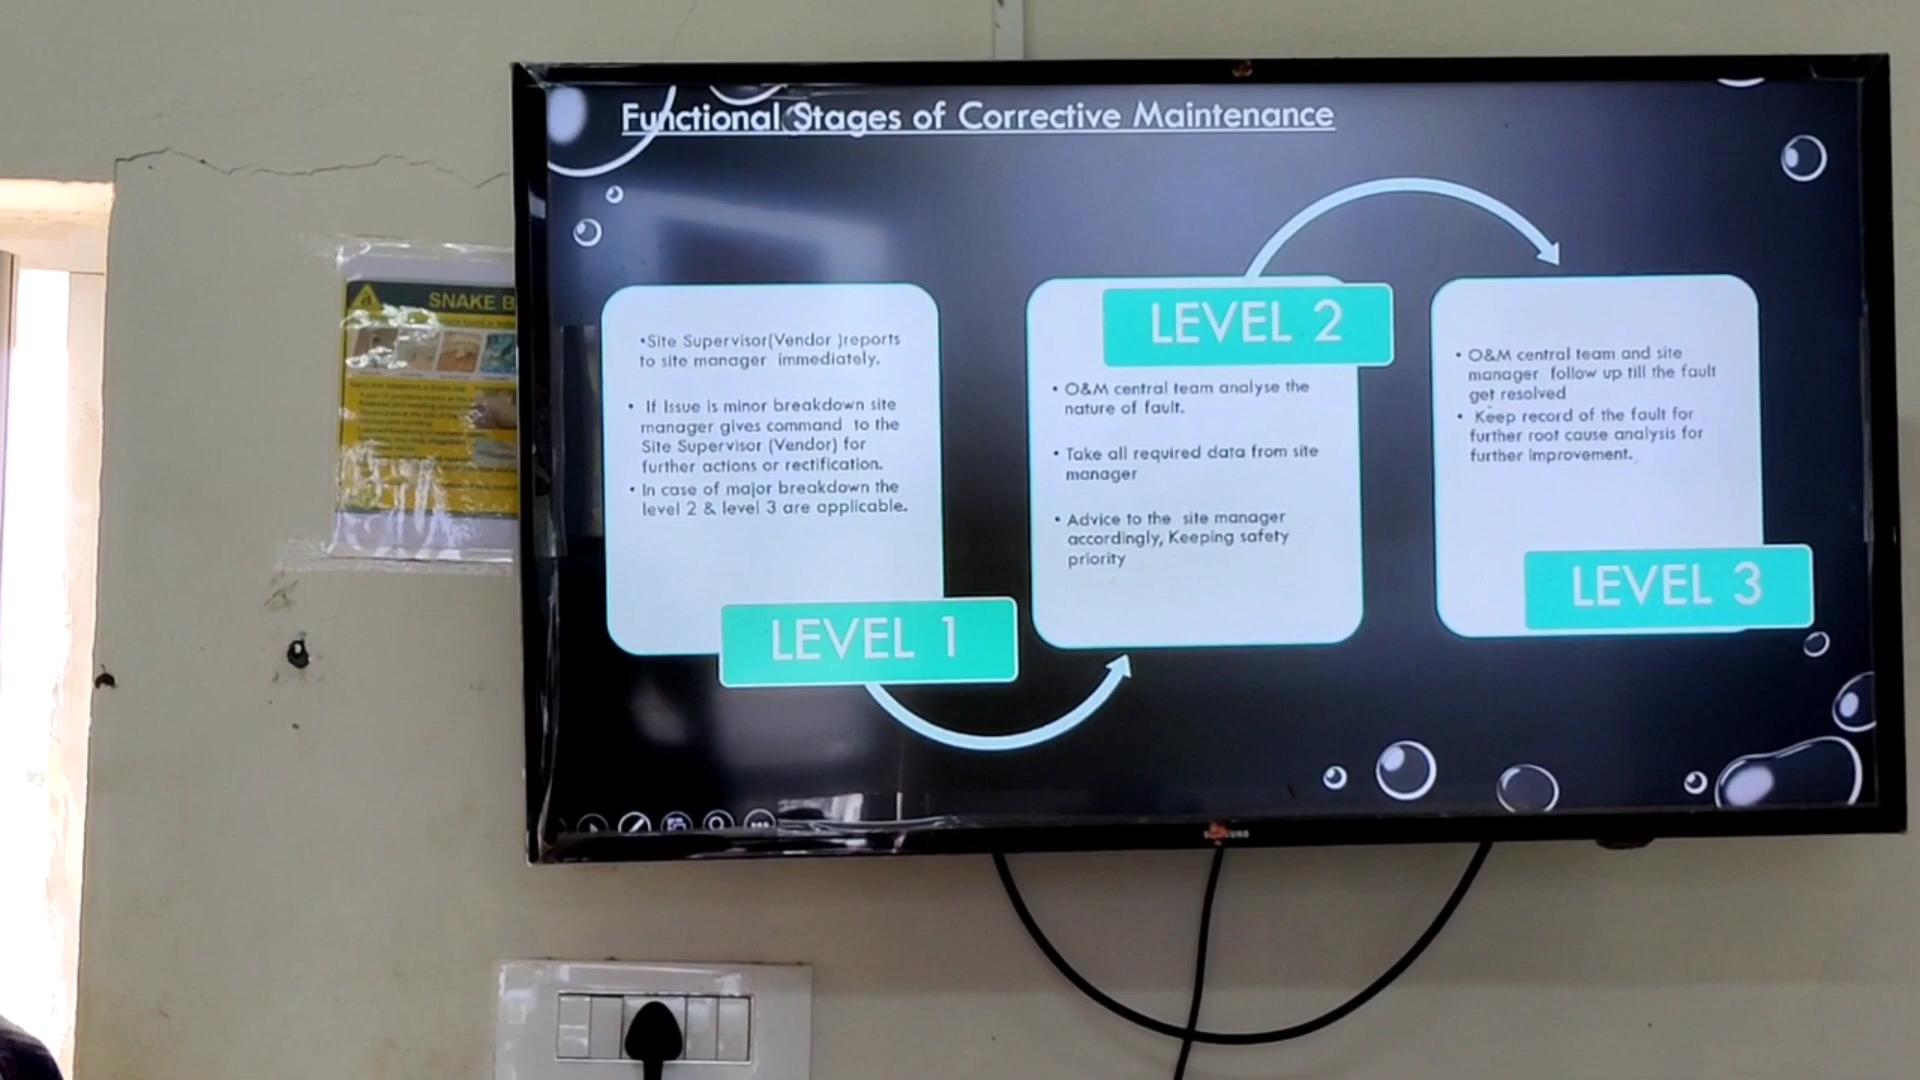 Functional Stages of Corrective Maintenance
•Site Supervisor(Vendor )reports
to site manager immediately.
• If Issue is minor breakdown site
manager gives command to the
Site Supervisor (Vendor) for
further actions or rectification.
• In case of major breakdown the
level 2 & level 3 are applicable.
LEVEL 1
LEVEL 2
• O&M central team analyse the
nature of fault.
• Take all required data from site
manager
• Advice to the site manager
accordingly, Keeping safety
priority
• O&M central team and site
manager follow up till the fault
get resolved
• Keep record of the fault for
further root cause analysis for
further improvement.
LEVEL 3
SNAKE B